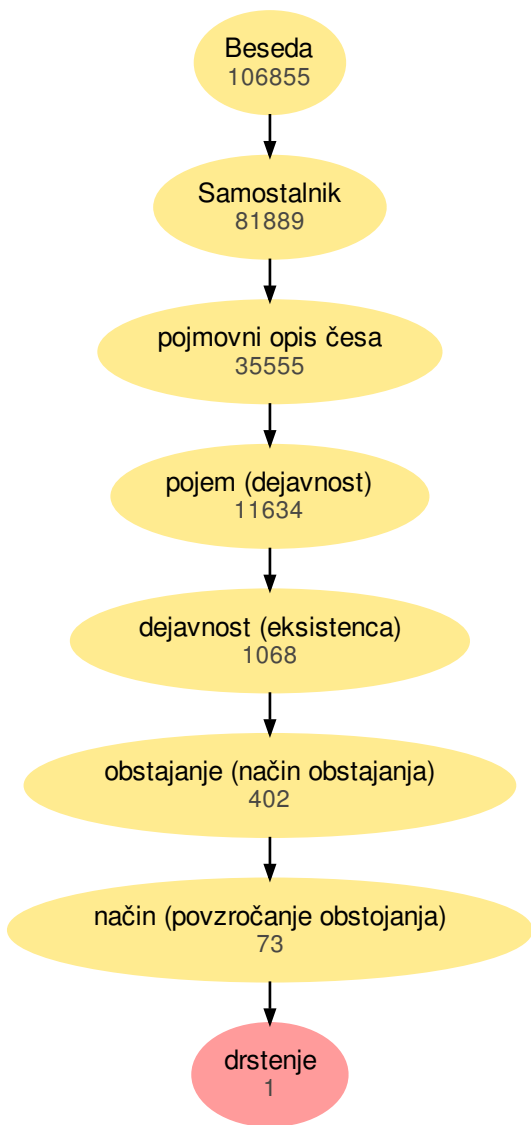 Beseda
106855
Samostalnik
81889
pojmovni opis česa
35555
pojem (dejavnost)
11634
dejavnost (eksistenca)
1068
obstajanje (način obstajanja)
402
način (povzročanje obstojanja)
73
drstenje
1